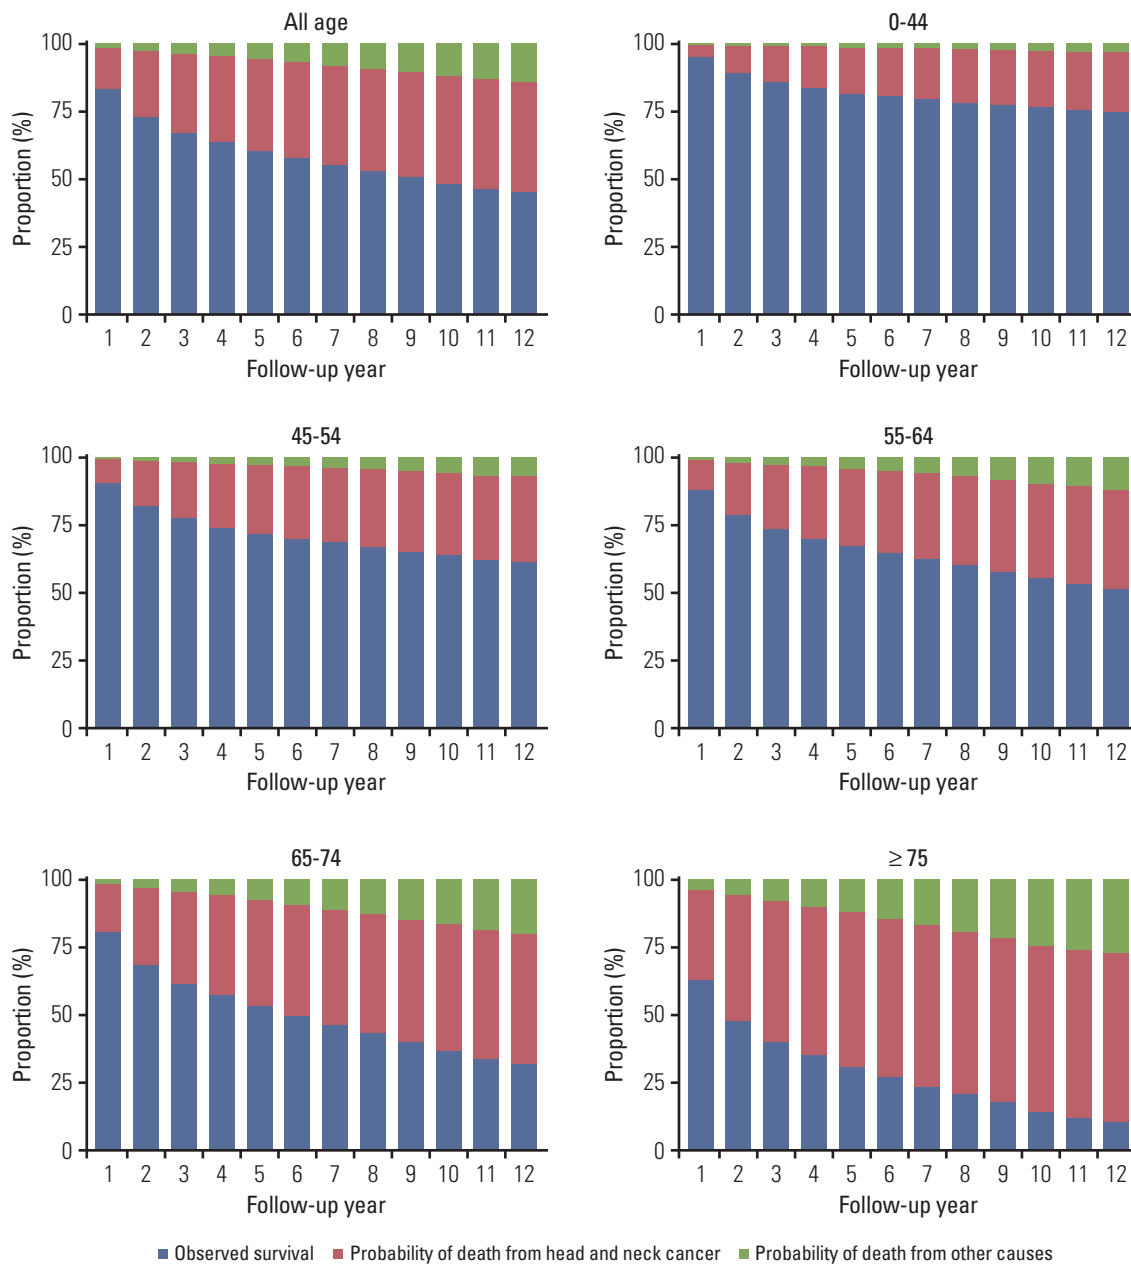 All age
100
75
50
25
0
Proportion (%)
1 2 3 4 5 6 7 8 9 10 11 12
Follow-up year
0-44
100
75
50
25
0
Proportion (%)
1 2 3 4 5 6 7 8 9 10 11 12
Follow-up year
45-54
100
75
50
25
0
Proportion (%)
1 2 3 4 5 6 7 8 9 10 11 12
Follow-up year
55-64
100
75
50
25
0
Proportion (%)
1 2 3 4 5 6 7 8 9 10 11 12
Follow-up year
65-74
100
75
50
25
0
Proportion (%)
1 2 3 4 5 6 7 8 9 10 11 12
Follow-up year
≥ 75
100
75
50
25
0
Proportion (%)
1 2 3 4 5 6 7 8 9 10 11 12
Follow-up year
Observed survival Probability of death from head and neck cancer Probability of death from other causes